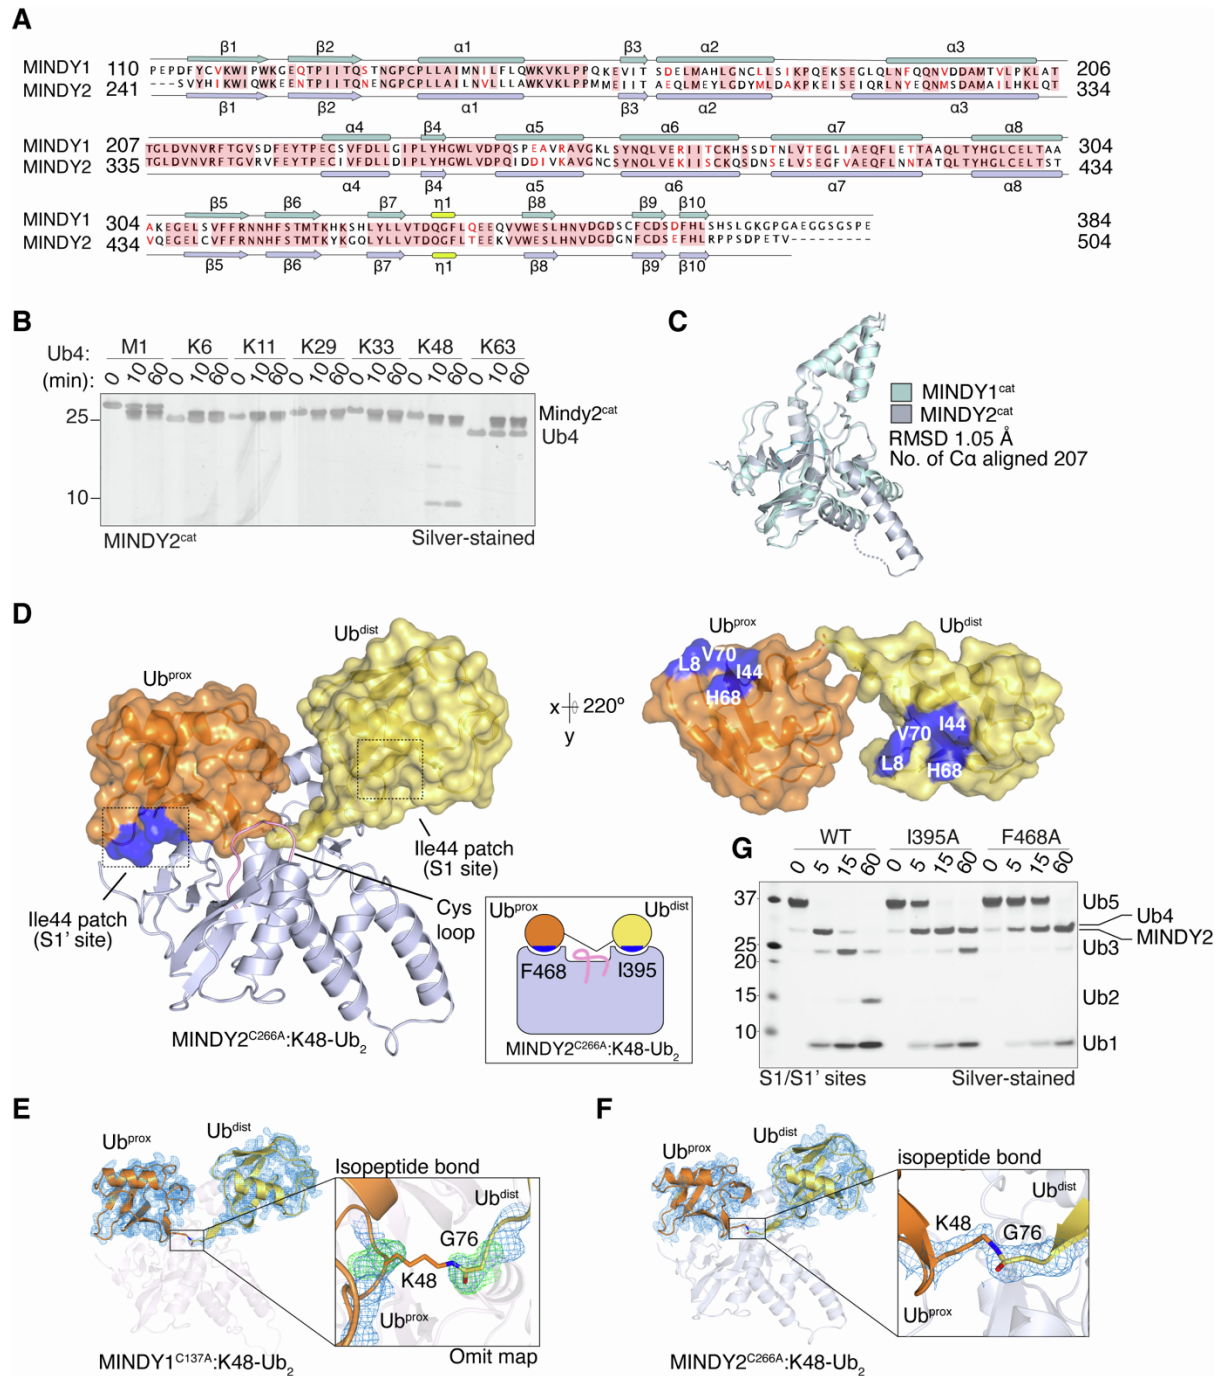 A
β1 β2 α1 β3 α2 α3
MINDY1 110 PEPDFYCVKWIPWKGEQTPIITQSTNGPCPLLAIMNILFLQWKVKLPPQKEVITSDELMAHLGNCLLSIKPQEKSEGLQLNFQQNVDDAMTVLPKLAT 206
MINDY2 241 ----SVYHIKWIQWKEENTPIITQNENGPCPLLAILNVLLLAWKVKLPPMMEIITAEQLMEYLGDYMLDAKPKEISEIQRLNYEQNMSDAMAILHKLQT 334
β1 β2 α1 β3 α2 α3
α4 β4 α5 α6 α7 α8
MINDY1 207 TGLDVNVRFTGVSDFEYTPECSVFDLLGIPLYHGWLVDPQSPEAVRAVGKLSYNQLVERIITCKHSSDTNLVTEGLIAEQFLETTAAQLTYHGLCELTAA 304
MINDY2 335 TGLDVNVRFTGVRVFEYTPECIVFDLLDIPLYHGWLVDPQIDDIVKAVGNCSYNQLVEKIISCKQSDNSELVSEGFVAEQFLNNTATQLTYHGLCELTST 434
α4 β4 α5 α6 α7 α8
β5 β6 β7 η1 β8 β9 β10
MINDY1 304 AKEGELSVFFRNNHFSTMTKHKSHLYLLVTDQGFLQEEQVVWESLHNVDGDSCFCDSDFHLSHSLGKGPGAEGGSGSPE 384
MINDY2 434 VQEGELCVFFRNNHFSTMTKYKGQLYLLVTDQGFLTEEKVVWESLHNVDGDGNFCDSEFHLRPPSDPETV--------- 504
β5 β6 β7 η1 β8 β9 β10
B
Ub4: M1 K6 K11 K29 K33 K48 K63
(min): 0 10 60 0 10 60 0 10 60 0 10 60 0 10 60 0 10 60 0 10 60
25
10
Mindy2cat
Ub4
MINDY2cat Silver-stained
C
MINDY1cat
MINDY2cat
RMSD 1.05 Å
No. of Cα aligned 207
D
Ubprox Ubdist
Ile44 patch
(S1' site)
Ile44 patch
(S1 site)
Cys
loop
MINDY2C266A:K48-Ub2
x 220º
y
Ubprox Ubdist
L8 V70 I44 H68
V70 I44 L8 H68
Ubprox Ubdist
F468 I395
MINDY2C266A:K48-Ub2
G
WT I395A F468A
0 5 15 60 0 5 15 60 0 5 15 60
37
25
20
15
10
Ub5
Ub4
MINDY2
Ub3
Ub2
Ub1
S1/S1' sites Silver-stained
E
Ubprox Ubdist
Isopeptide bond
Ubdist
G76
K48
Ubprox
Omit map
MINDY1C137A:K48-Ub2
F
Ubprox Ubdist
isopeptide bond
Ubdist
K48 G76
Ubprox
MINDY2C266A:K48-Ub2